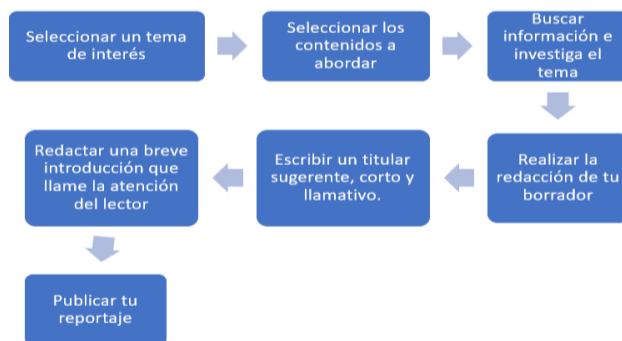 Seleccionar un tema
de interés
Seleccionar los
contenidos a
abordar
Buscar
información e
investiga el
tema
Realizar la
redacción de tu
borrador
Escribir un titular
sugerente, corto y
llamativo.
Redactar una breve
introducción que
llame la atención
del lector
Publicar tu
reportaje